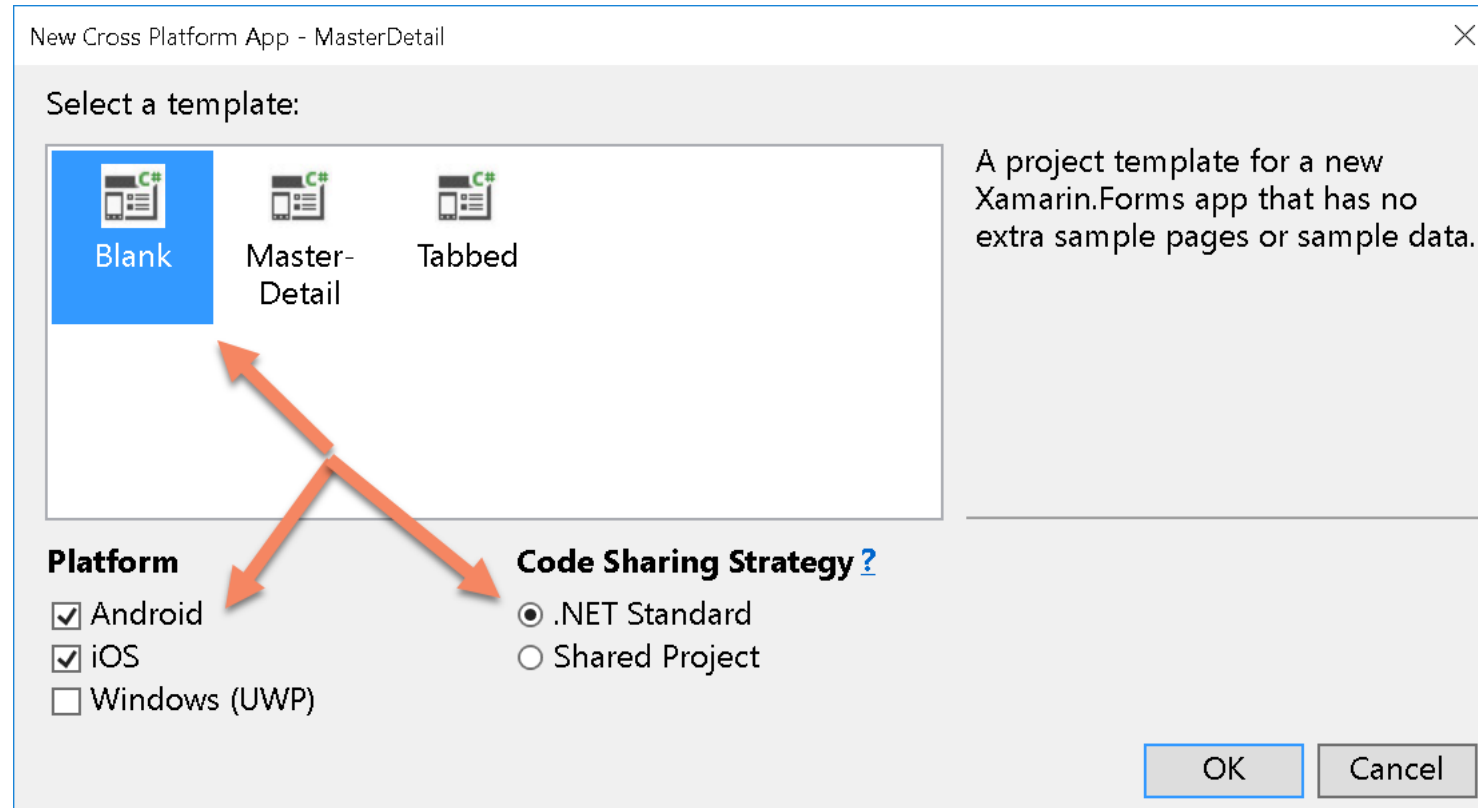 New Cross Platform App - MasterDetail
Select a template:
C#
C#
C#
Blank
Master-
Detail
Tabbed
A project template for a new
Xamarin.Forms app that has no
extra sample pages or sample data.
Platform
Android
iOS
Windows (UWP)
Code Sharing Strategy ?
.NET Standard
Shared Project
OK
Cancel